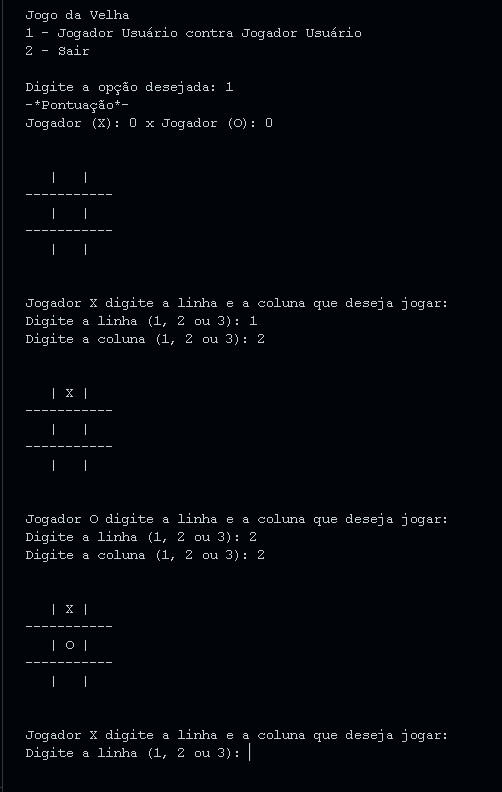 Jogo da Velha
1 - Jogador Usuário contra Jogador Usuário
2 - Sair
Digite a opção desejada: 1
-*Pontuação*-
Jogador (X): 0 x Jogador (O): 0
   |   |
-----------
   |   |
-----------
   |   |
Jogador X digite a linha e a coluna que deseja jogar:
Digite a linha (1, 2 ou 3): 1
Digite a coluna (1, 2 ou 3): 2
   | X |
-----------
   |   |
-----------
   |   |
Jogador O digite a linha e a coluna que deseja jogar:
Digite a linha (1, 2 ou 3): 2
Digite a coluna (1, 2 ou 3): 2
   | X |
-----------
   | O |
-----------
   |   |
Jogador X digite a linha e a coluna que deseja jogar:
Digite a linha (1, 2 ou 3):